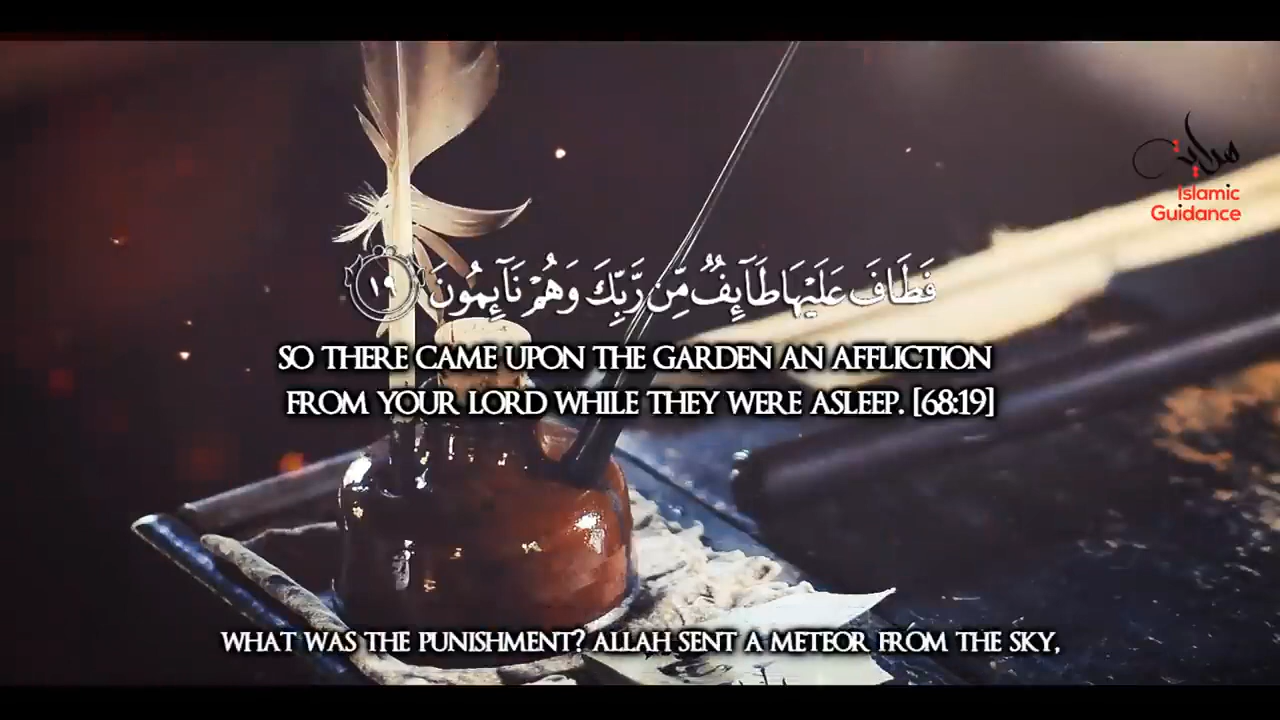 هداية
Islamic
Guidance
فَطَافَ عَلَيْهَا طَآئِفٌ مِّن رَّبِّكَ وَهُمْ نَآئِمُونَ ١٩
SO THERE CAME UPON THE GARDEN AN AFFLICTION
FROM YOUR LORD WHILE THEY WERE ASLEEP. [68:19]
WHAT WAS THE PUNISHMENT? ALLAH SENT A METEOR FROM THE SKY,